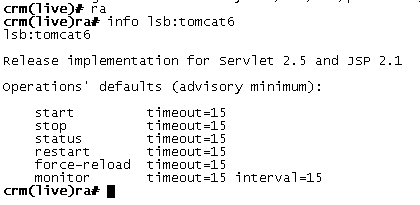 crm(live)# ra
crm(live)ra# info lsb:tomcat6
lsb:tomcat6
Release implementation for Servlet 2.5 and JSP 2.1
Operations' defaults (advisory minimum):
start timeout=15
stop timeout=15
status timeout=15
restart timeout=15
force-reload timeout=15
monitor timeout=15 interval=15
crm(live)ra#